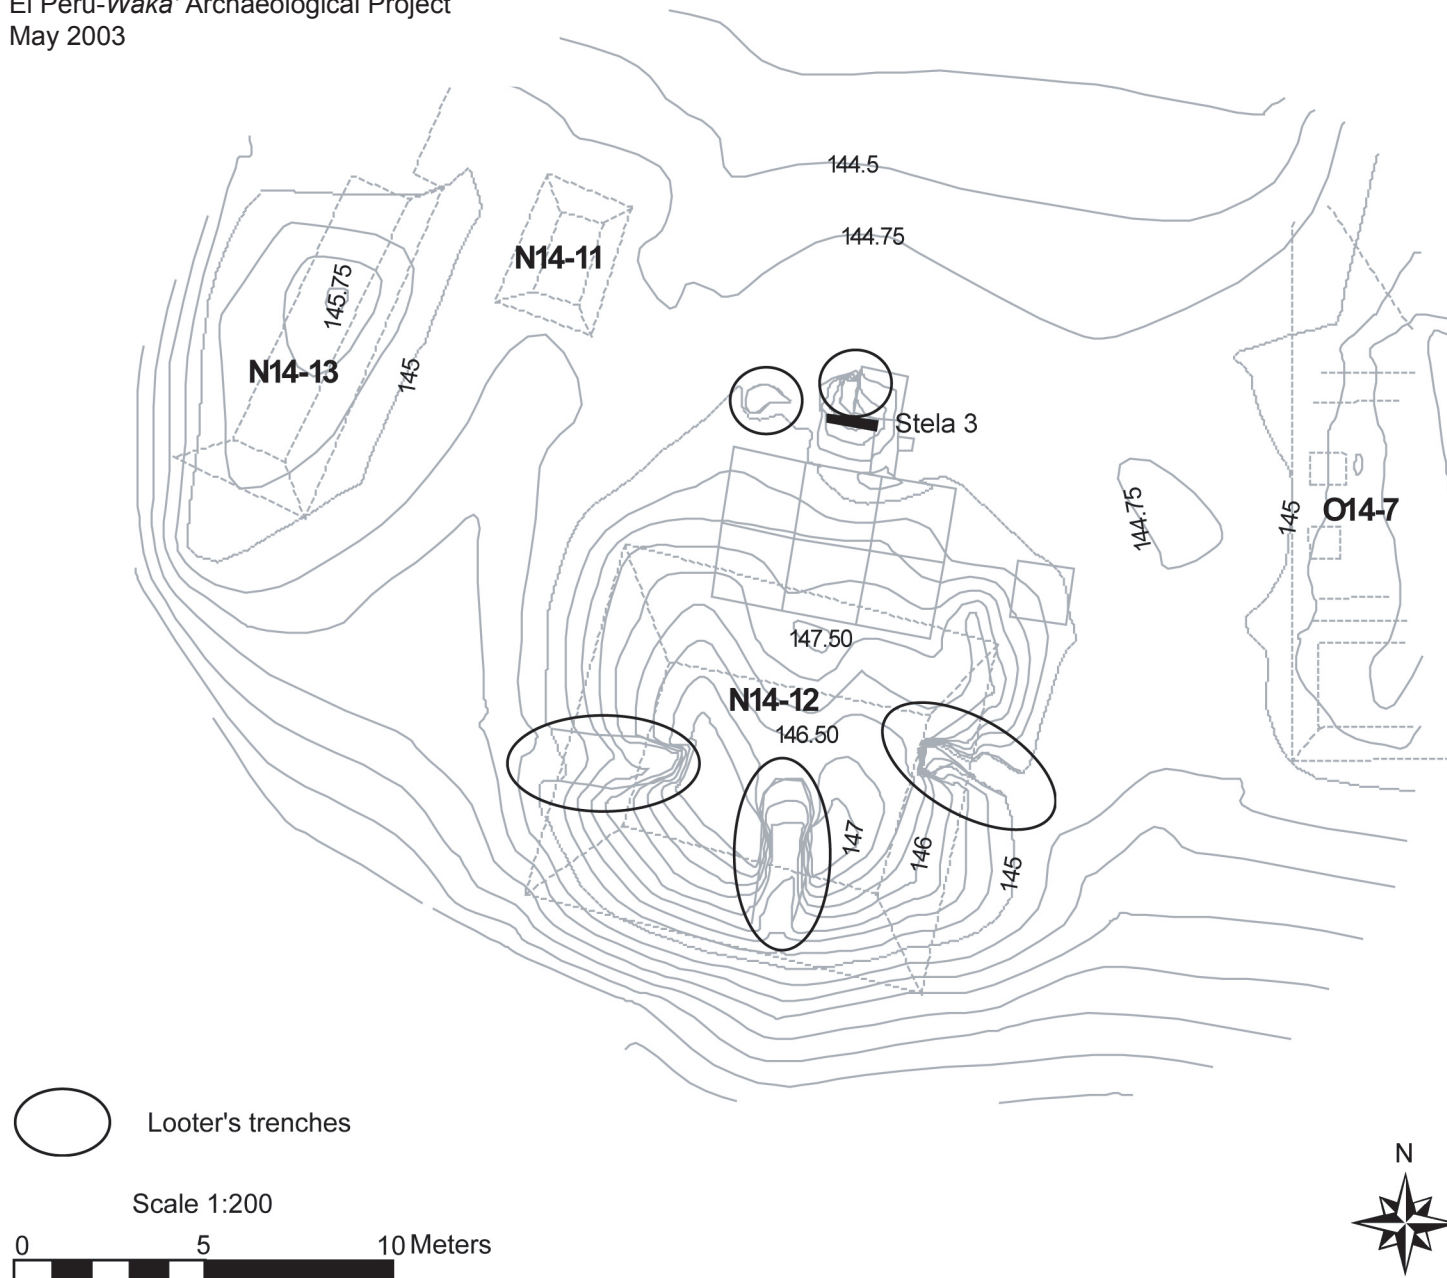 El Perú-Waka' Archaeological Project
May 2003
144.5
144.75
N14-11
145.75
N14-13
145
Stela 3
144.75
145
O14-7
147.50
N14-12
146.50
147
146
145
Looter's trenches
Scale 1:200
0 5 10 Meters
N